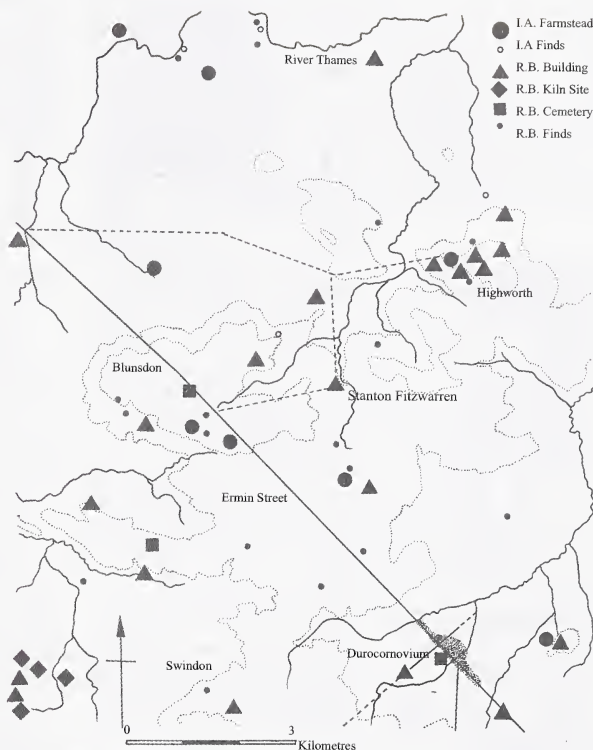 I.A. Farmstead
I.A Finds
River Thames
R.B. Building
R.B. Kiln Site
R.B. Cemetery
R.B. Finds
Highworth
Blunsdon
Stanton Fitzwarren
Ermin Street
Durocornovium
Swindon
0 3
Kilometres